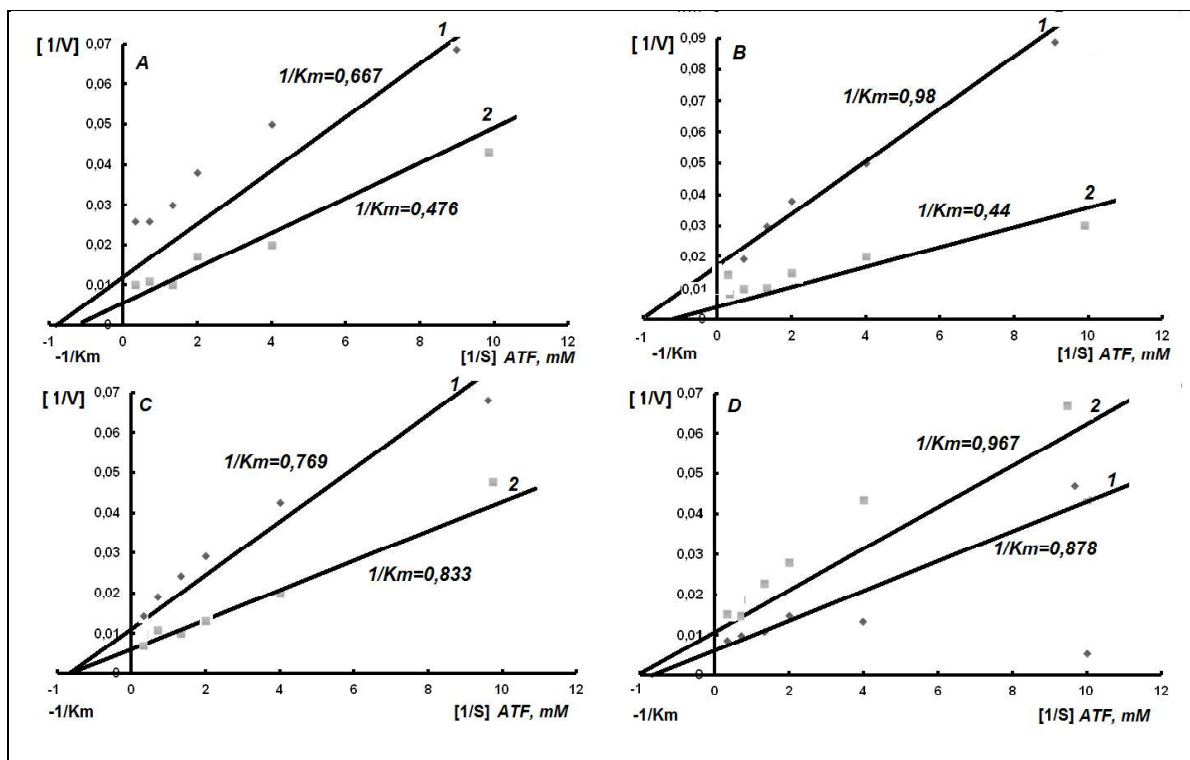 [ 1/V] 0,07 A 1
0,06 1/Km=0,667
0,05 2
0,04
0,03 1/Km=0,476
0,02
0,01
0
0 2 4 6 8 10 12
-1/Km [1/S] ATF, mM
[ 1/V] 0,09 B 1
0,08
0,07 1/Km=0,98
0,06
0,05
0,04 2
0,03 1/Km=0,44
0,02
0,01
0
-1 0 2 4 6 8 10 12
-1/Km [1/S] ATF, mM
[ 1/V] 0,07 C 1
0,06
0,05 1/Km=0,769
0,04 2
0,03
0,02 1/Km=0,833
0,01
0
-1 0 2 4 6 8 10 12
-1/Km [1/S] ATF, mM
[ 1/V] 0,07 D 2
0,06 1/Km=0,967
0,05 1
0,04
0,03 1/Km=0,878
0,02
0,01
0
-1 0 2 4 6 8 10 12
-1/Km [1/S] ATF, mM